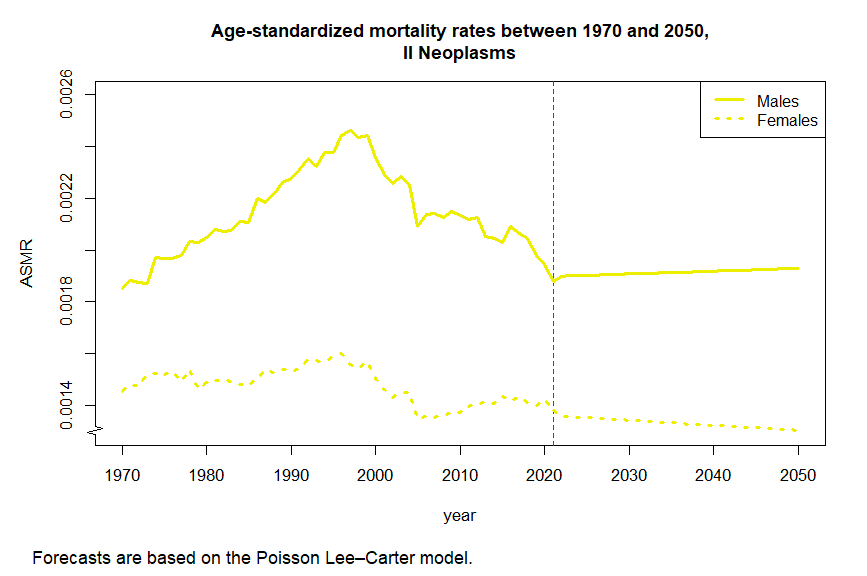 Age-standardized mortality rates between 1970 and 2050,
II Neoplasms
Males
Females
0.0026
0.0022
0.0018
0.0014
ASMR
1970 1980 1990 2000 2010 2020 2030 2040 2050
year
Forecasts are based on the Poisson Lee–Carter model.